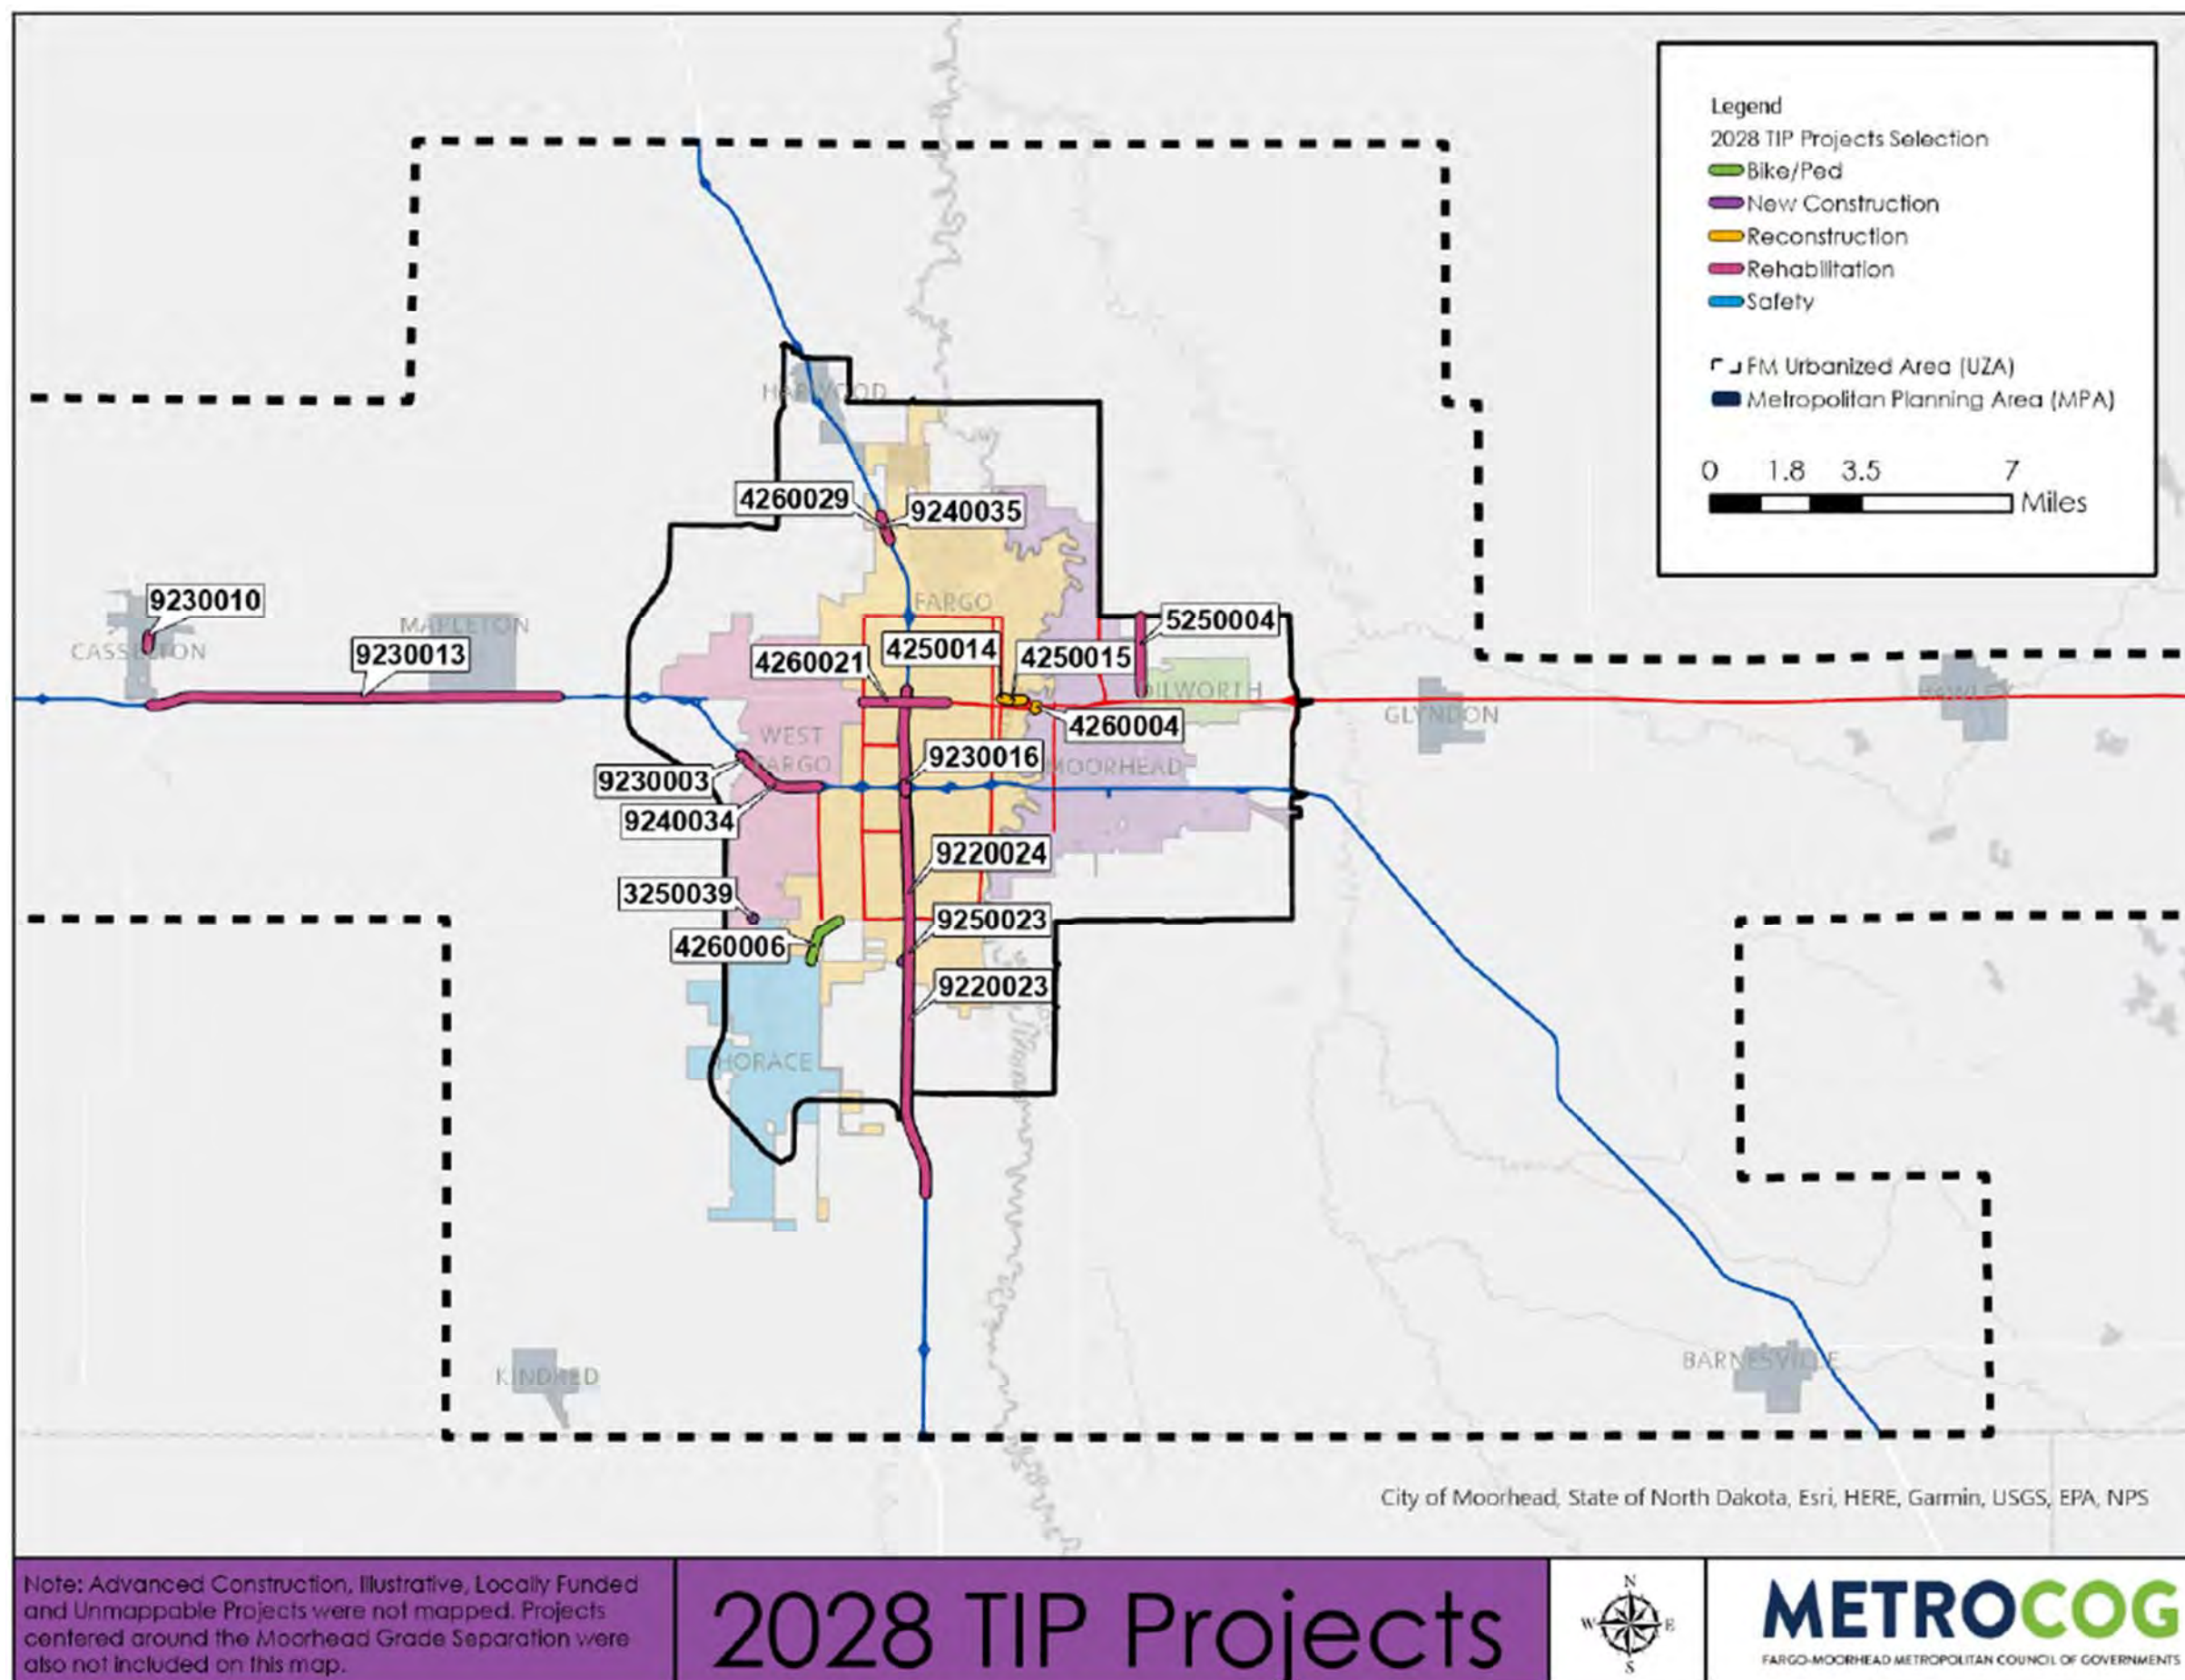 Legend
2028 TIP Projects Selection
Bike/Ped
New Construction
Reconstruction
Rehabilitation
Safety
FM Urbanized Area (UZA)
Metropolitan Planning Area (MPA)
0 1.8 3.5 7
Miles
HARWOOD
4260029
9240035
9230010
CASSELTON
MAPLETON
9230013
FARGO
5250004
4250014
4250015
4260021
DILWORTH
GLYNDON
HAWLEY
4260004
WEST
FARGO
9230016
MOORHEAD
9230003
9240034
9220024
3250039
9250023
4260006
9220023
HORACE
KINDRED
BARNESVILLE
City of Moorhead, State of North Dakota, Esri, HERE, Garmin, USGS, EPA, NPS
Note: Advanced Construction, Illustrative, Locally Funded
and Unmappable Projects were not mapped. Projects
centered around the Moorhead Grade Separation were
also not included on this map.
2028 TIP Projects
N
W E
S
METROCOG
FARGO-MOORHEAD METROPOLITAN COUNCIL OF GOVERNMENTS